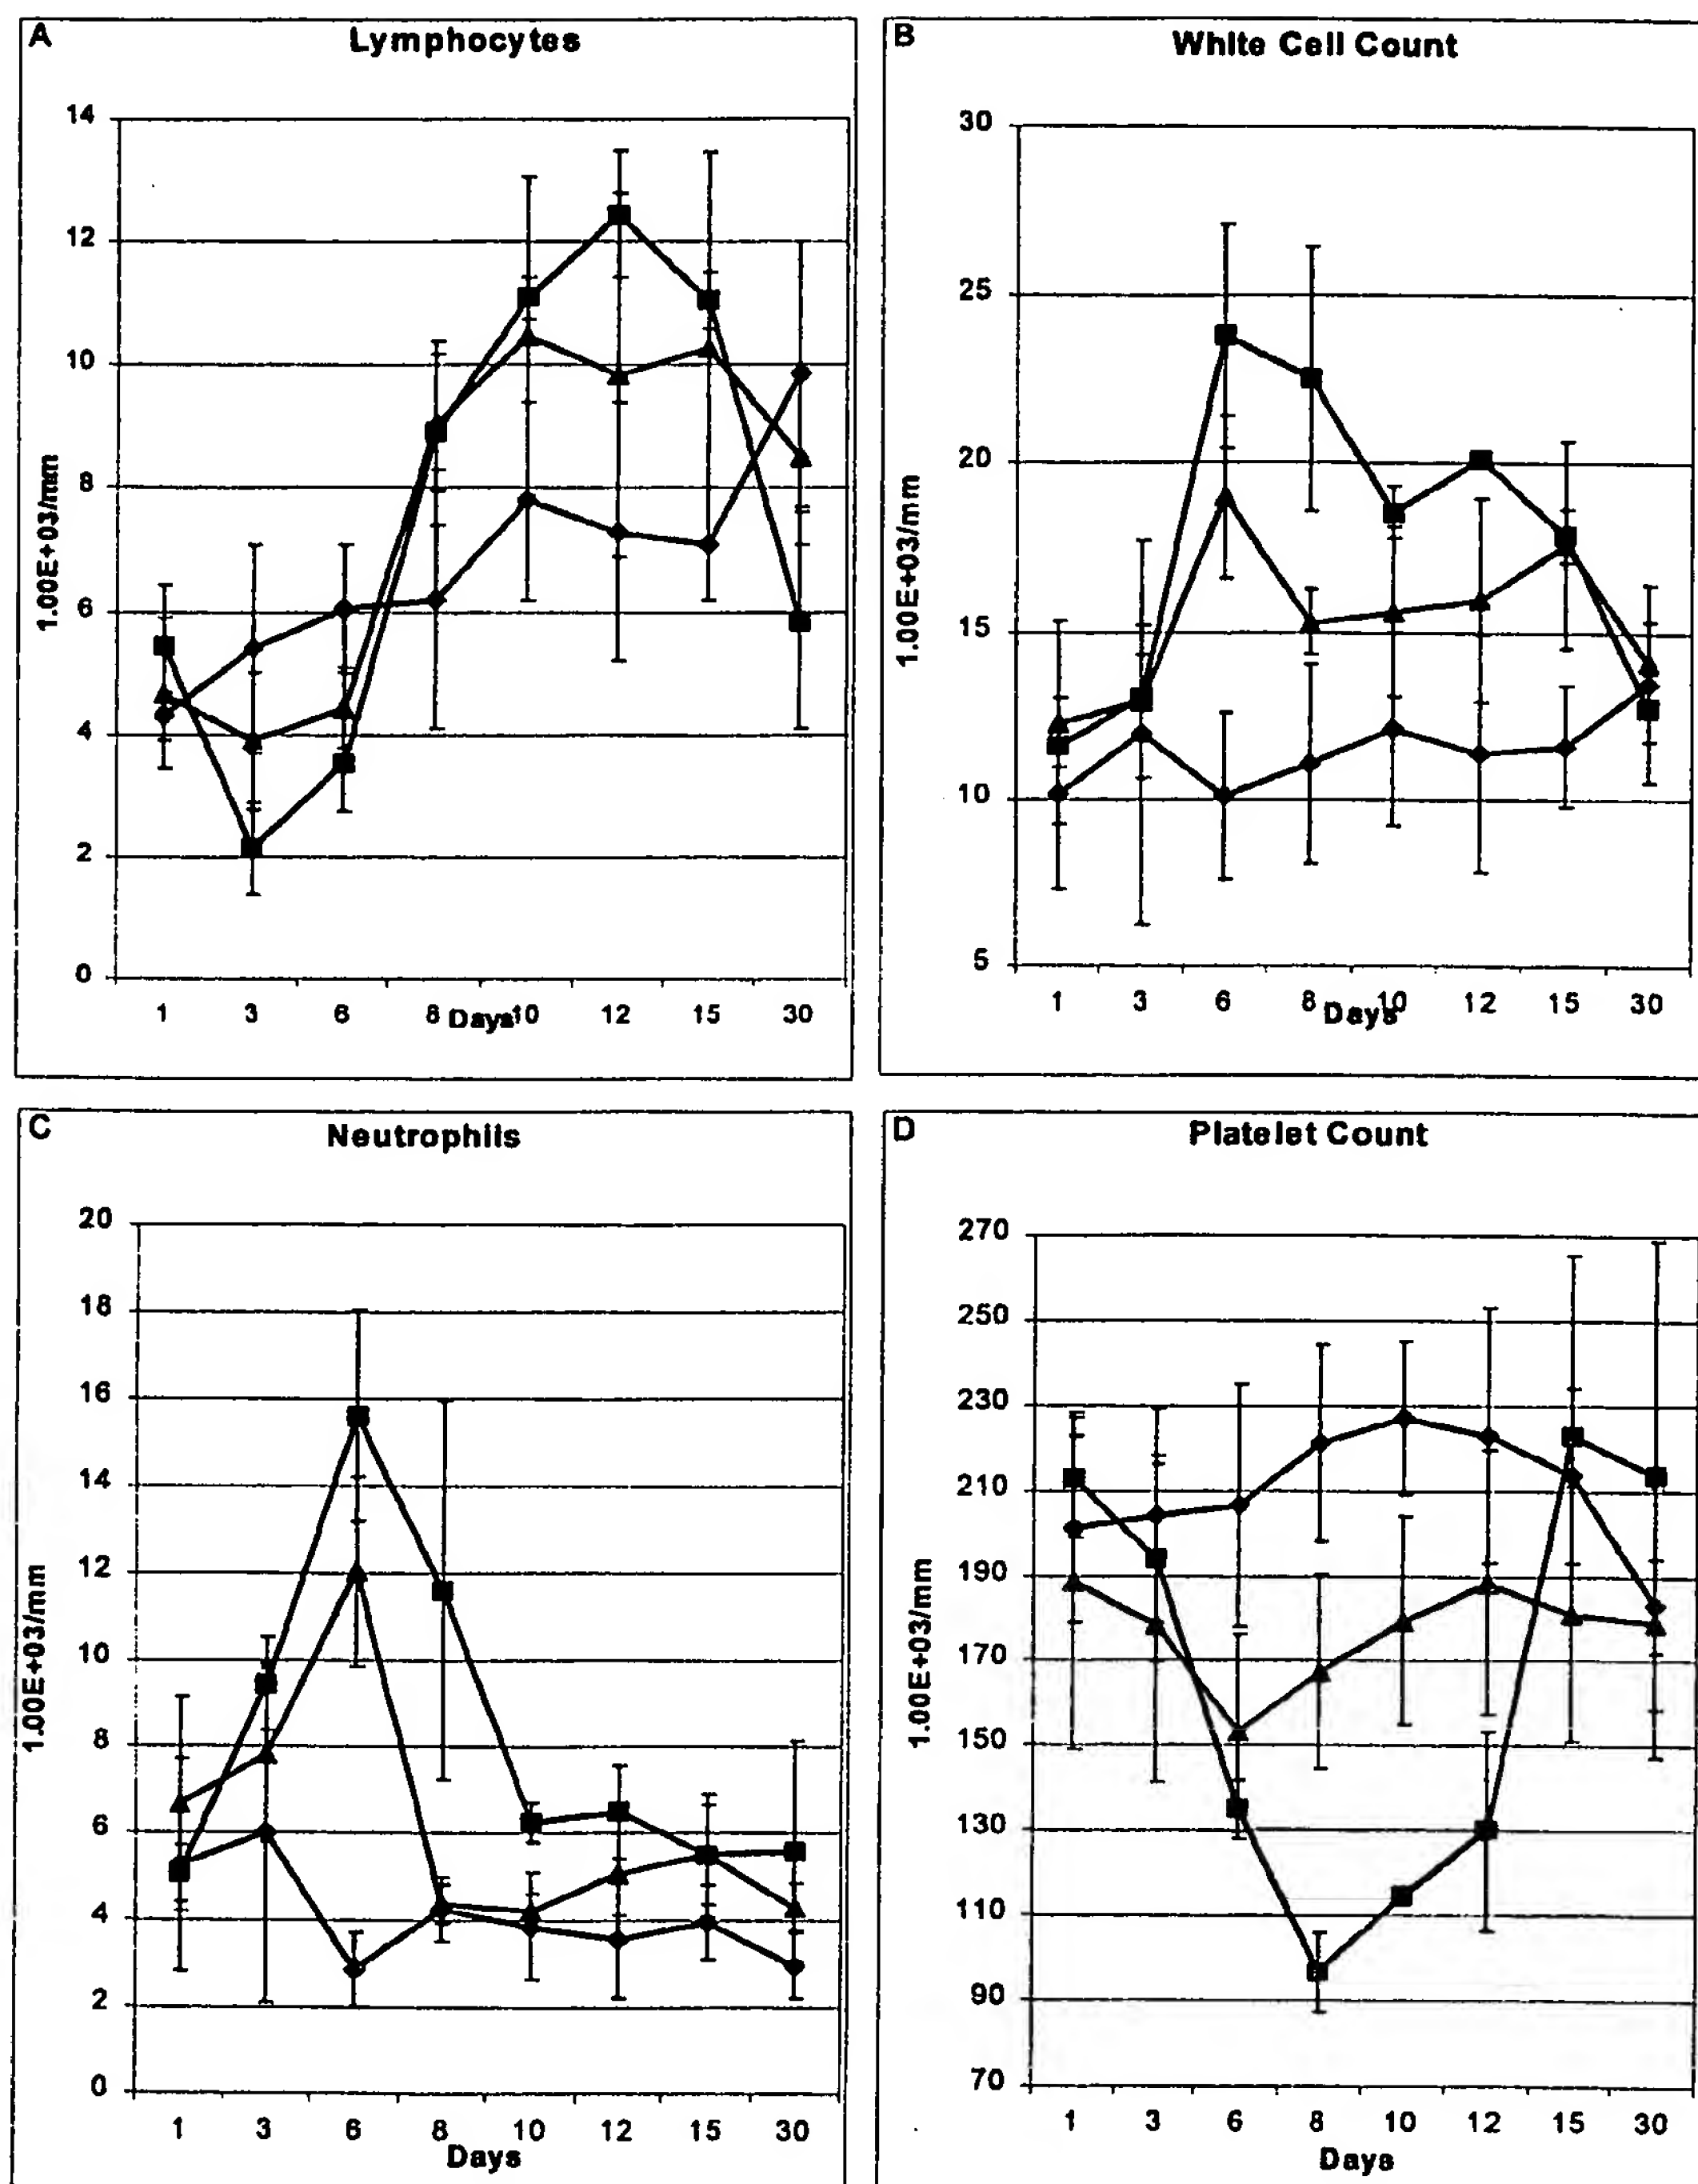 A
Lymphocytes
14
12
10
8
6
4
2
0
1.00E+03/mm
1 3 6 8 10 12 15 30
Days
B
White Cell Count
30
25
20
15
10
5
1.00E+03/mm
1 3 6 8 10 12 15 30
Days
C
Neutrophils
20
18
16
14
12
10
8
6
4
2
0
1.00E+03/mm
1 3 6 8 10 12 15 30
Days
D
Platelet Count
270
250
230
210
190
170
150
130
110
90
70
1.00E+03/mm
1 3 6 8 10 12 15 30
Days